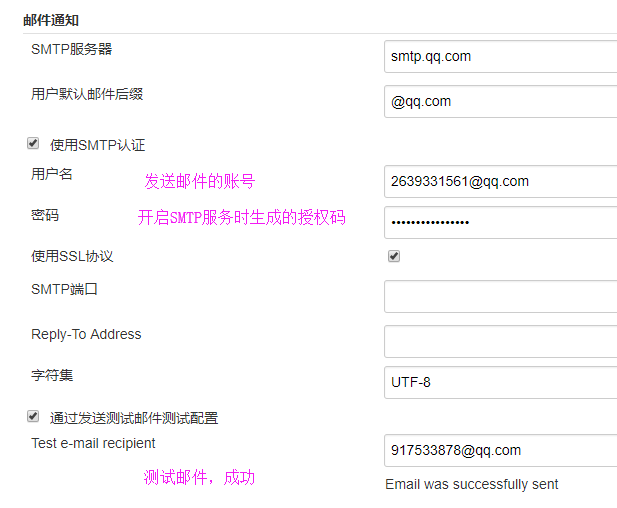 邮件通知
SMTP服务器
smtp.qq.com
用户默认邮件后缀
@qq.com
使用SMTP认证
用户名
发送邮件的账号
2639331561@qq.com
密码
开启SMTP服务时生成的授权码
••••••••••••••••
使用SSL协议
SMTP端口
Reply-To Address
字符集
UTF-8
通过发送测试邮件测试配置
Test e-mail recipient
917533878@qq.com
测试邮件，成功
Email was successfully sent